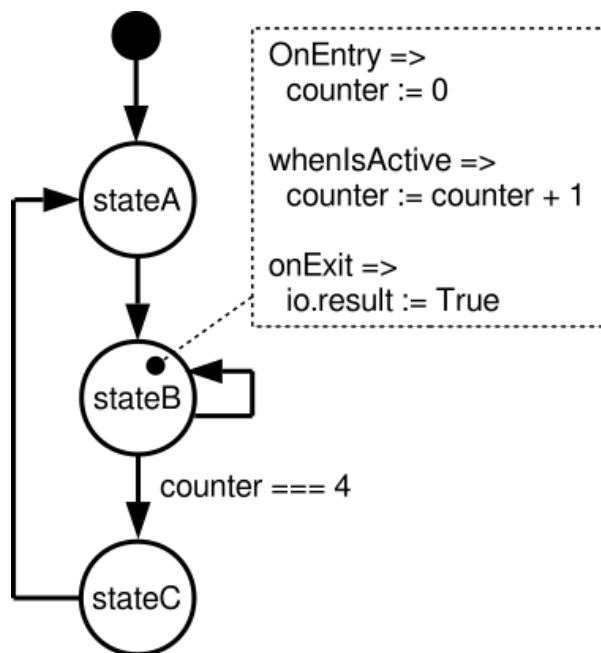 OnEntry =>
counter := 0
whenIsActive =>
counter := counter + 1
onExit =>
io.result := True
stateA
stateB
counter === 4
stateC